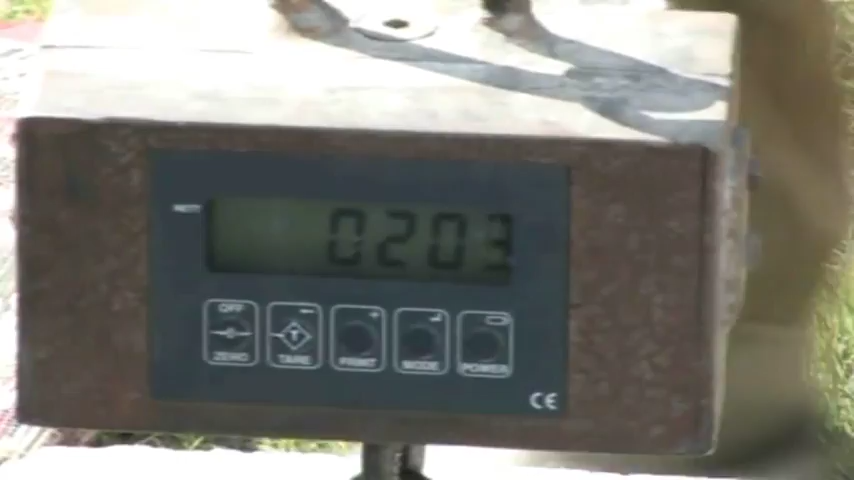 NETT
0203
OFF
ZERO
T
TARE
PRINT
MODE
POWER
CE